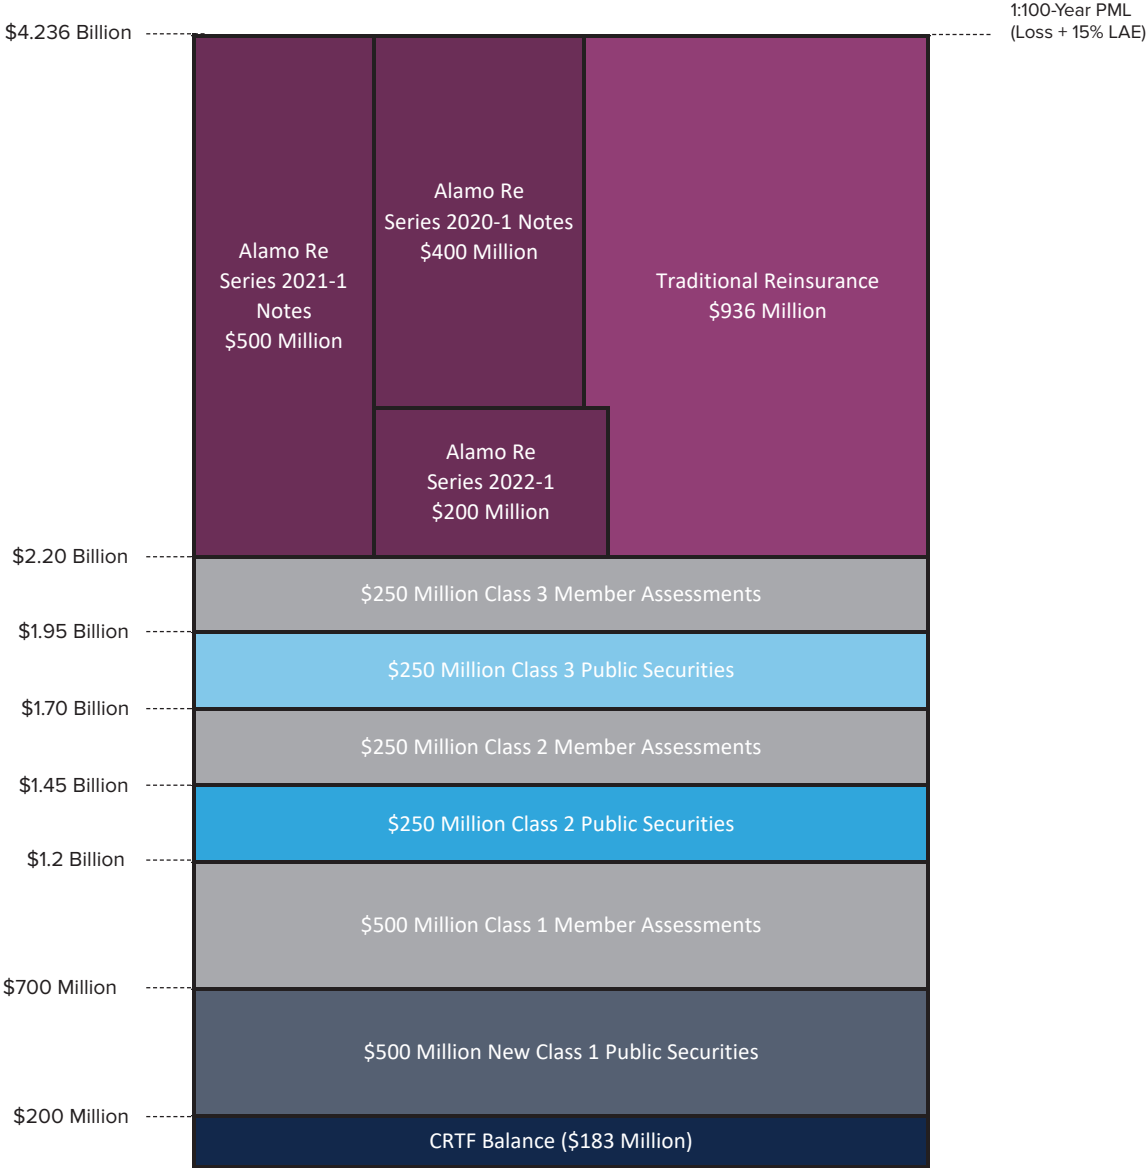 1:100-Year PML
(Loss + 15% LAE)
$4.236 Billion
Alamo Re
Series 2021-1
Notes
$500 Million
Alamo Re
Series 2020-1 Notes
$400 Million
Traditional Reinsurance
$936 Million
Alamo Re
Series 2022-1
$200 Million
$2.20 Billion
$250 Million Class 3 Member Assessments
$1.95 Billion
$250 Million Class 3 Public Securities
$1.70 Billion
$250 Million Class 2 Member Assessments
$1.45 Billion
$250 Million Class 2 Public Securities
$1.2 Billion
$500 Million Class 1 Member Assessments
$700 Million
$500 Million New Class 1 Public Securities
$200 Million
CRTF Balance ($183 Million)